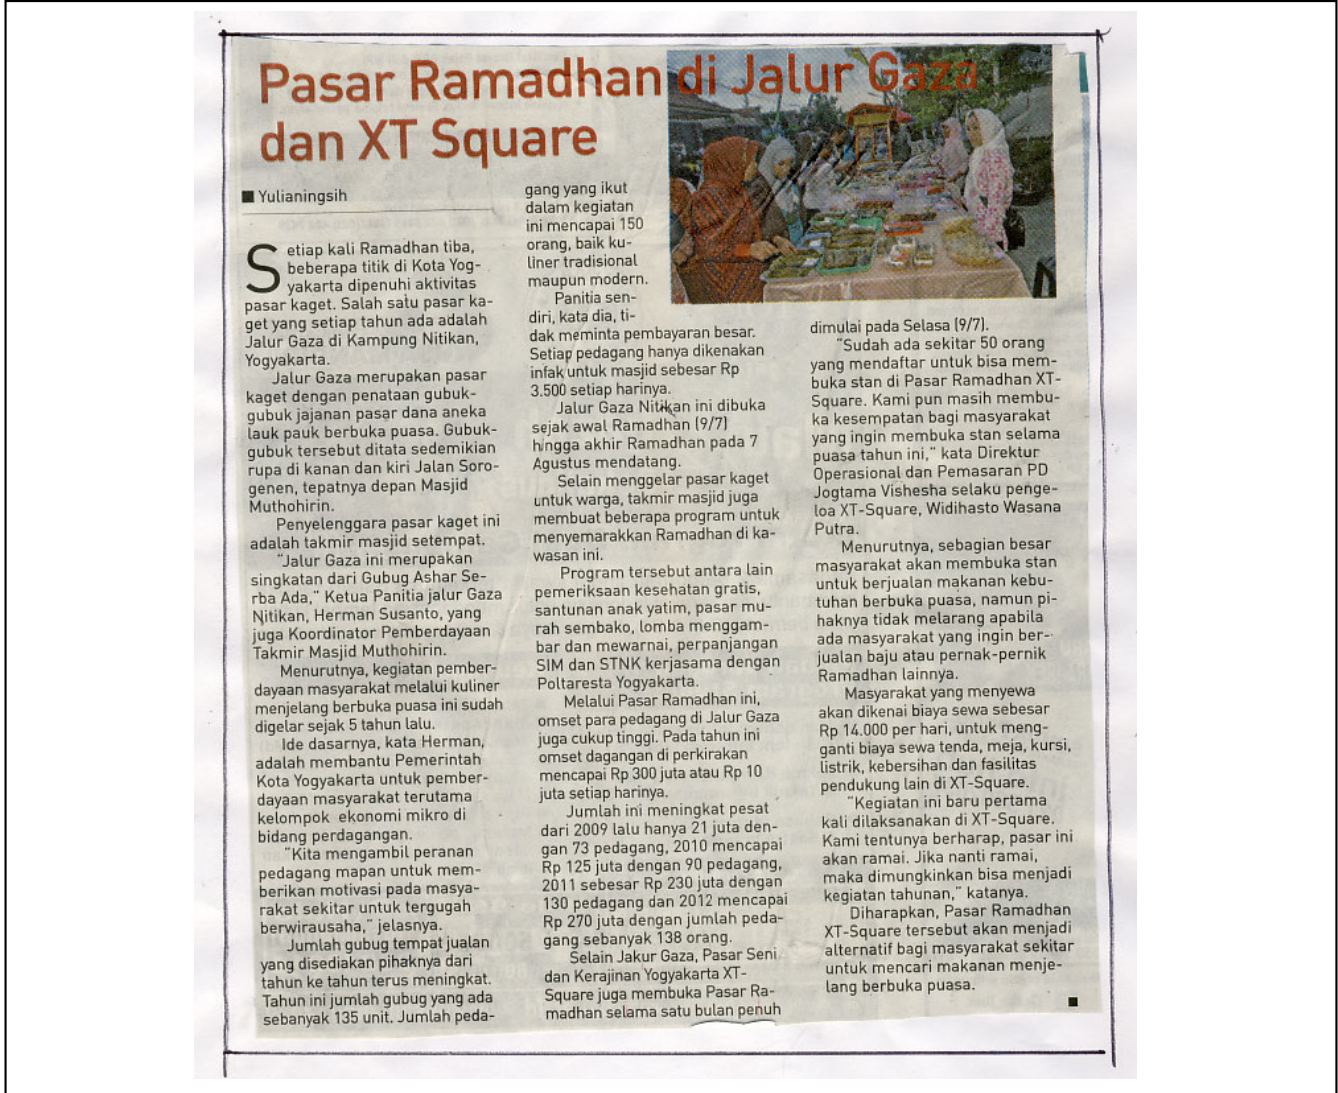 Pasar Ramadhan di Jalur Gaza
dan XT Square
Yulianingsih
Setiap kali Ramadhan tiba,
beberapa titik di Kota Yog-
yakarta dipenuhi aktivitas
pasar kaget. Salah satu pasar ka-
get yang setiap tahun ada adalah
Jalur Gaza di Kampung Nitikan,
Yogyakarta.
Jalur Gaza merupakan pasar
kaget dengan penataan gubuk-
gubuk jajanan pasar dana aneka
lauk pauk berbuka puasa. Gubuk-
gubuk tersebut ditata sedemikian
rupa di kanan dan kiri Jalan Soro-
genen, tepatnya depan Masjid
Muthohirin.
Penyelenggara pasar kaget ini
adalah takmir masjid setempat.
"Jalur Gaza ini merupakan
singkatan dari Gubug Ashar Se-
rba Ada," Ketua Panitia jalur Gaza
Nitikan, Herman Susanto, yang
juga Koordinator Pemberdayaan
Takmir Masjid Muthohirin.
Menurutnya, kegiatan pember-
dayaan masyarakat melalui kuliner
menjelang berbuka puasa ini sudah
digelar sejak 5 tahun lalu.
Ide dasarnya, kata Herman,
adalah membantu Pemerintah
Kota Yogyakarta untuk pember-
dayaan masyarakat terutama
kelompok ekonomi mikro di
bidang perdagangan.
"Kita mengambil peranan
pedagang mapan untuk mem-
berikan motivasi pada masya-
rakat sekitar untuk tergugah
berwirausaha," jelasnya.
Jumlah gubug tempat jualan
yang disediakan pihaknya dari
tahun ke tahun terus meningkat.
Tahun ini jumlah gubug yang ada
sebanyak 135 unit. Jumlah peda-
gang yang ikut
dalam kegiatan
ini mencapai 150
orang, baik ku-
liner tradisional
maupun modern.
Panitia sen-
diri, kata dia, ti-
dak meminta pembayaran besar.
Setiap pedagang hanya dikenakan
infak untuk masjid sebesar Rp
3.500 setiap harinya.
Jalur Gaza Nitikan ini dibuka
sejak awal Ramadhan (9/7)
hingga akhir Ramadhan pada 7
Agustus mendatang.
Selain menggelar pasar kaget
untuk warga, takmir masjid juga
membuat beberapa program untuk
menyemarakkan Ramadhan di ka-
wasan ini.
Program tersebut antara lain
pemeriksaan kesehatan gratis,
santunan anak yatim, pasar mu-
rah sembako, lomba menggam-
bar dan mewarnai, perpanjangan
SIM dan STNK kerjasama dengan
Poltaresta Yogyakarta.
Melalui Pasar Ramadhan ini,
omset para pedagang di Jalur Gaza
juga cukup tinggi. Pada tahun ini
omset dagangan di perkirakan
mencapai Rp 300 juta atau Rp 10
juta setiap harinya.
Jumlah ini meningkat pesat
dari 2009 lalu hanya 21 juta den-
gan 73 pedagang, 2010 mencapai
Rp 125 juta dengan 90 pedagang,
2011 sebesar Rp 230 juta dengan
130 pedagang dan 2012 mencapai
Rp 270 juta dengan jumlah peda-
gang sebanyak 138 orang.
Selain Jakur Gaza, Pasar Seni
dan Kerajinan Yogyakarta XT-
Square juga membuka Pasar Ra-
madhan selama satu bulan penuh
dimulai pada Selasa (9/7).
"Sudah ada sekitar 50 orang
yang mendaftar untuk bisa mem-
buka stan di Pasar Ramadhan XT-
Square. Kami pun masih membu-
ka kesempatan bagi masyarakat
yang ingin membuka stan selama
puasa tahun ini," kata Direktur
Operasional dan Pemasaran PD
Jogtama Vishesha selaku penge-
loa XT-Square, Widihasto Wasana
Putra.
Menurutnya, sebagian besar
masyarakat akan membuka stan
untuk berjualan makanan kebu-
tuhan berbuka puasa, namun pi-
haknya tidak melarang apabila
ada masyarakat yang ingin ber-
jualan baju atau pernak-pernik
Ramadhan lainnya.
Masyarakat yang menyewa
akan dikenai biaya sewa sebesar
Rp 14.000 per hari, untuk meng-
ganti biaya sewa tenda, meja, kursi,
listrik, kebersihan dan fasilitas
pendukung lain di XT-Square.
"Kegiatan ini baru pertama
kali dilaksanakan di XT-Square.
Kami tentunya berharap, pasar ini
akan ramai. Jika nanti ramai,
maka dimungkinkan bisa menjadi
kegiatan tahunan," katanya.
Diharapkan, Pasar Ramadhan
XT-Square tersebut akan menjadi
alternatif bagi masyarakat sekitar
untuk mencari makanan menje-
lang berbuka puasa.